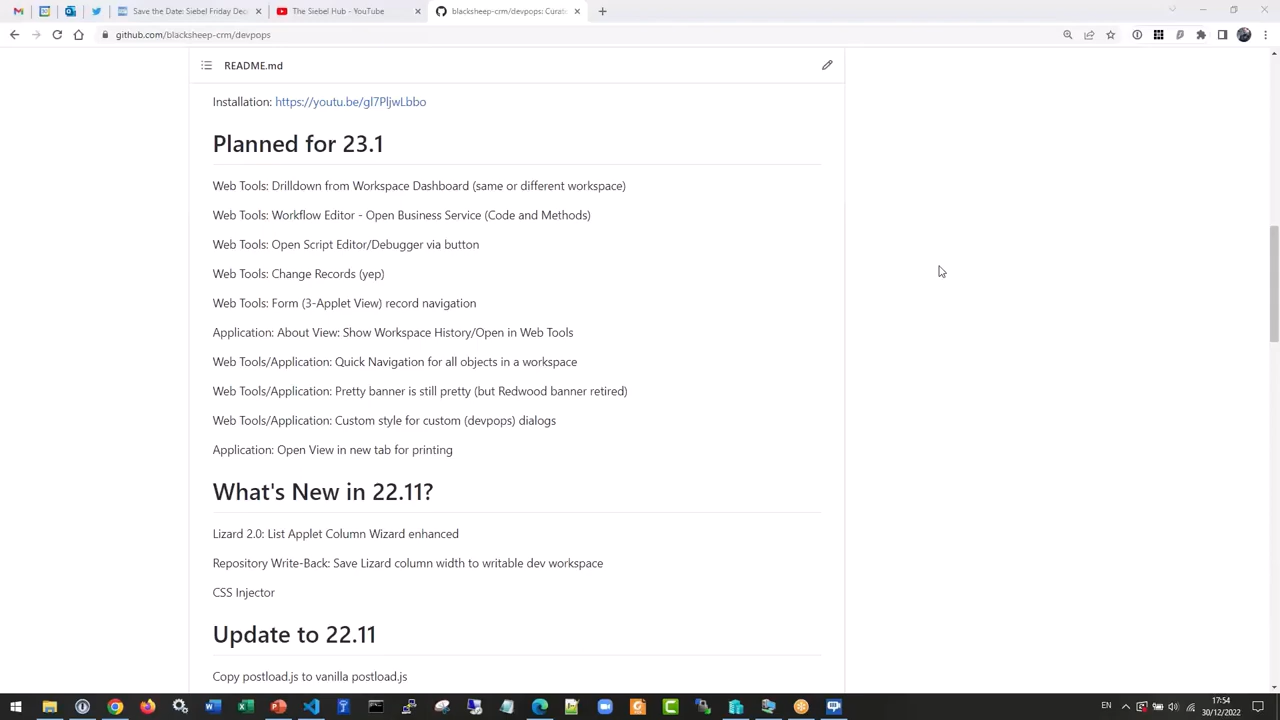 Save the Date: Siebel Friday Dec
The Siebel Hub - YouTube
blacksheep-crm/devpops: Curate
github.com/blacksheep-crm/devpops
README.md
Installation: https://youtu.be/gl7PljwLbbo
Planned for 23.1
Web Tools: Drilldown from Workspace Dashboard (same or different workspace)
Web Tools: Workflow Editor - Open Business Service (Code and Methods)
Web Tools: Open Script Editor/Debugger via button
Web Tools: Change Records (yep)
Web Tools: Form (3-Applet View) record navigation
Application: About View: Show Workspace History/Open in Web Tools
Web Tools/Application: Quick Navigation for all objects in a workspace
Web Tools/Application: Pretty banner is still pretty (but Redwood banner retired)
Web Tools/Application: Custom style for custom (devpops) dialogs
Application: Open View in new tab for printing
What's New in 22.11?
Lizard 2.0: List Applet Column Wizard enhanced
Repository Write-Back: Save Lizard column width to writable dev workspace
CSS Injector
Update to 22.11
Copy postload.js to vanilla postload.js
EN
17:54
30/12/2022